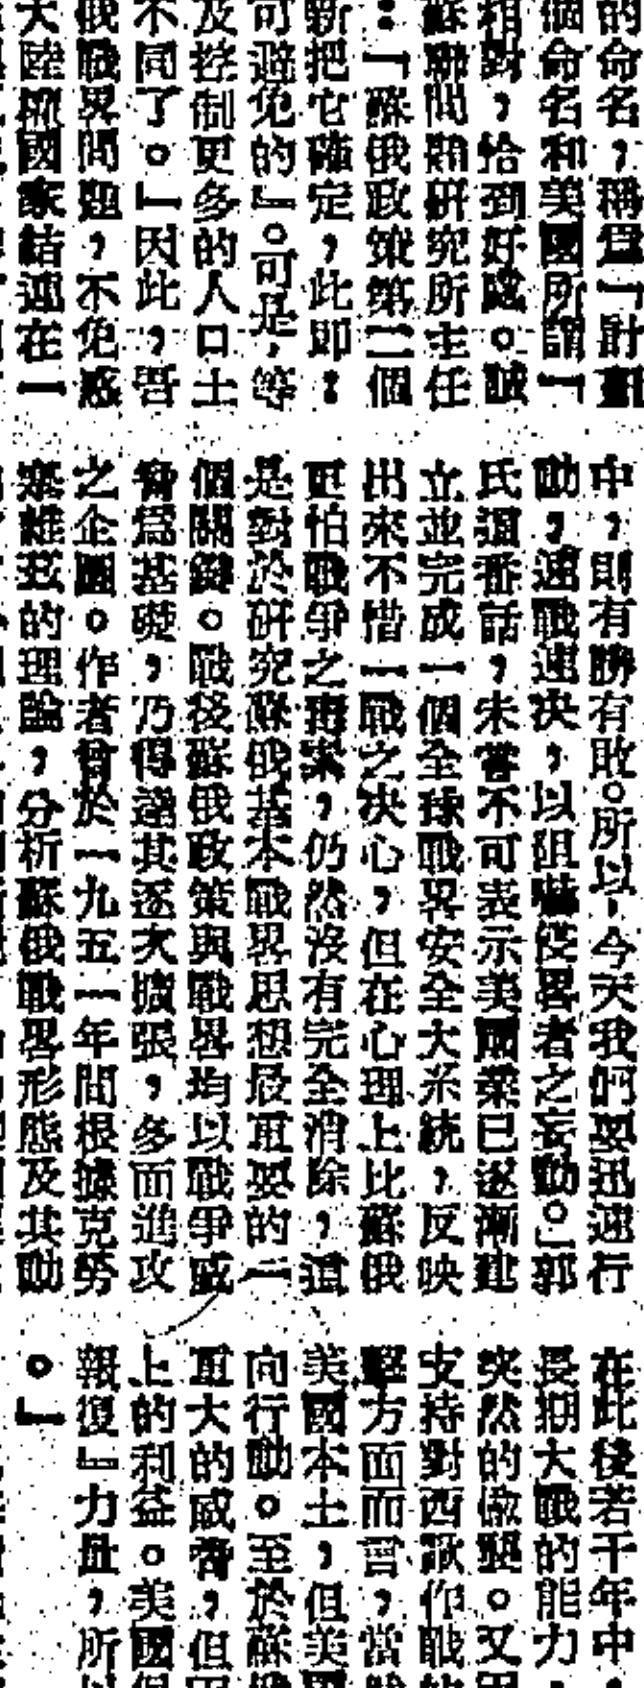 的命名，稱爲一計劃
個命名和美國所謂一
相對，恰到好處。誠
蘇聯問題研究所主任
：「蘇俄政策第二個
新把它確定，此即：
可避免的』。可是，等
及控制更多的人口土
不同了。」因此，吾
俄戰畧問題，不免感
大陸權國家結連在一
中，則有勝有敗。所以，今天我們要迅速行
動，速戰速決，以阻嚇侵畧者之妄動。」郭
氏這番話，未嘗不可表示美國業已逐漸建
立並完成一個全球戰畧安全大系統，反映
出來不惜一戰之决心，但在心理上比蘇俄
更怕戰爭之，仍然沒有完全消除，這
是對於研究蘇俄基本戰畧思想最重要的一
個關鍵。戰後蘇俄政策與戰畧均以戰爭威
脅爲基礎，乃得遂其逐次擴張，多面進攻
之企圖。作者曾於一九五一年間根據克勞
塞維茲的理論，分析蘇俄戰畧形態及其動
在此後若干年中，
長期大戰的能力，
突然的襲。又
支持對西歐作戰
擊方面而言，當
美國本土，但美
向行動。至於蘇
重大的威脅，但
上的利益。美國
報復』力量，所
。』